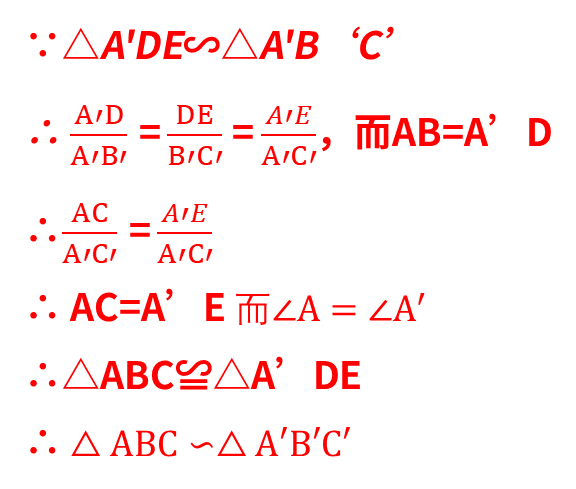 ∵△A'DE∽△A'B‘C’
∴ A′D/A′B′ = DE/B′C′ = A′E/A′C′，而AB=A’D
∴ AC/A′C′ = A′E/A′C′
∴ AC=A’E 而∠A = ∠A′
∴△ABC≌△A’DE
∴ △ ABC ∽△ A′B′C′